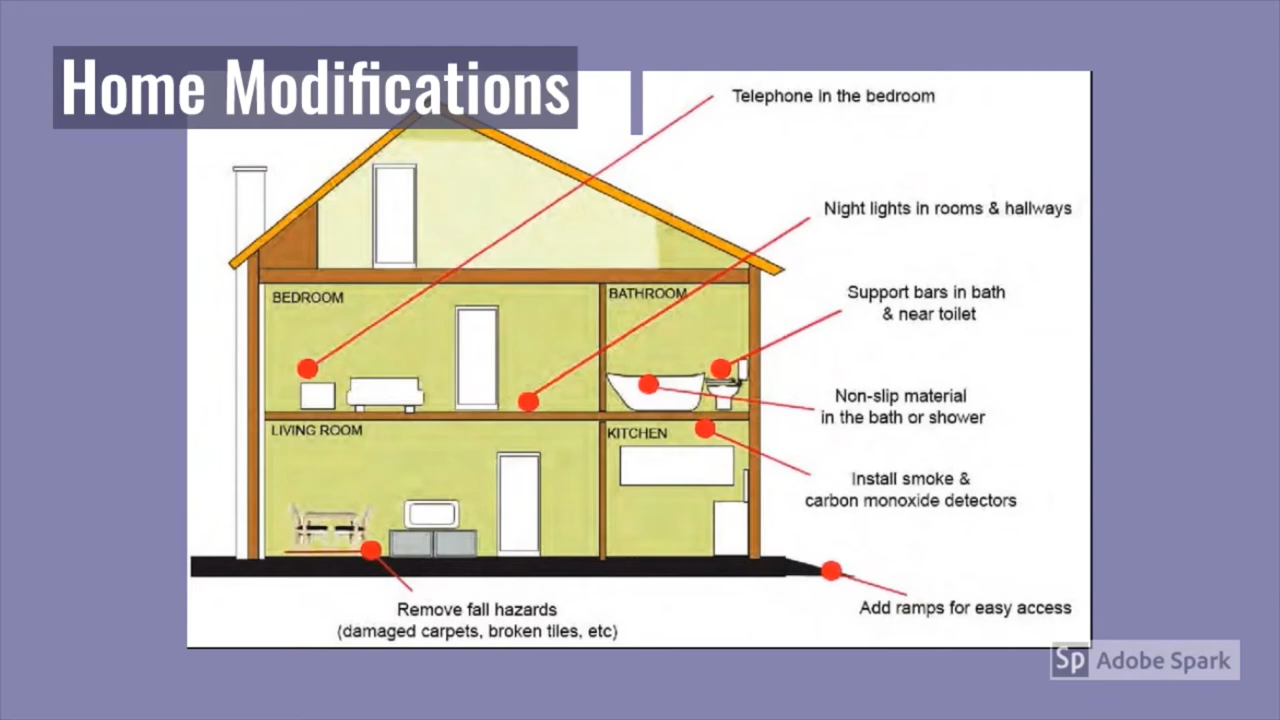 Home Modifications
Telephone in the bedroom
Night lights in rooms & hallways
BEDROOM
BATHROOM
Support bars in bath
& near toilet
Non-slip material
in the bath or shower
LIVING ROOM
KITCHEN
Install smoke &
carbon monoxide detectors
Remove fall hazards
(damaged carpets, broken tiles, etc)
Add ramps for easy access
Sp Adobe Spark